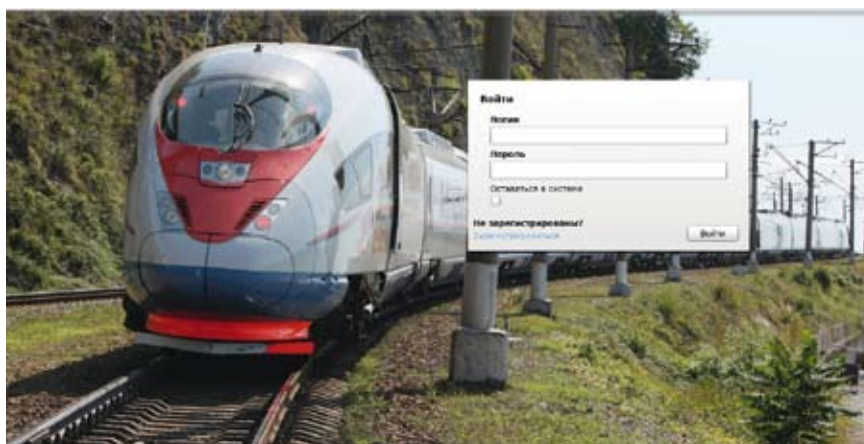 Войти
Логин
Пароль
Оставаться в системе
Не зарегистрированы?
Зарегистрироваться
Войти